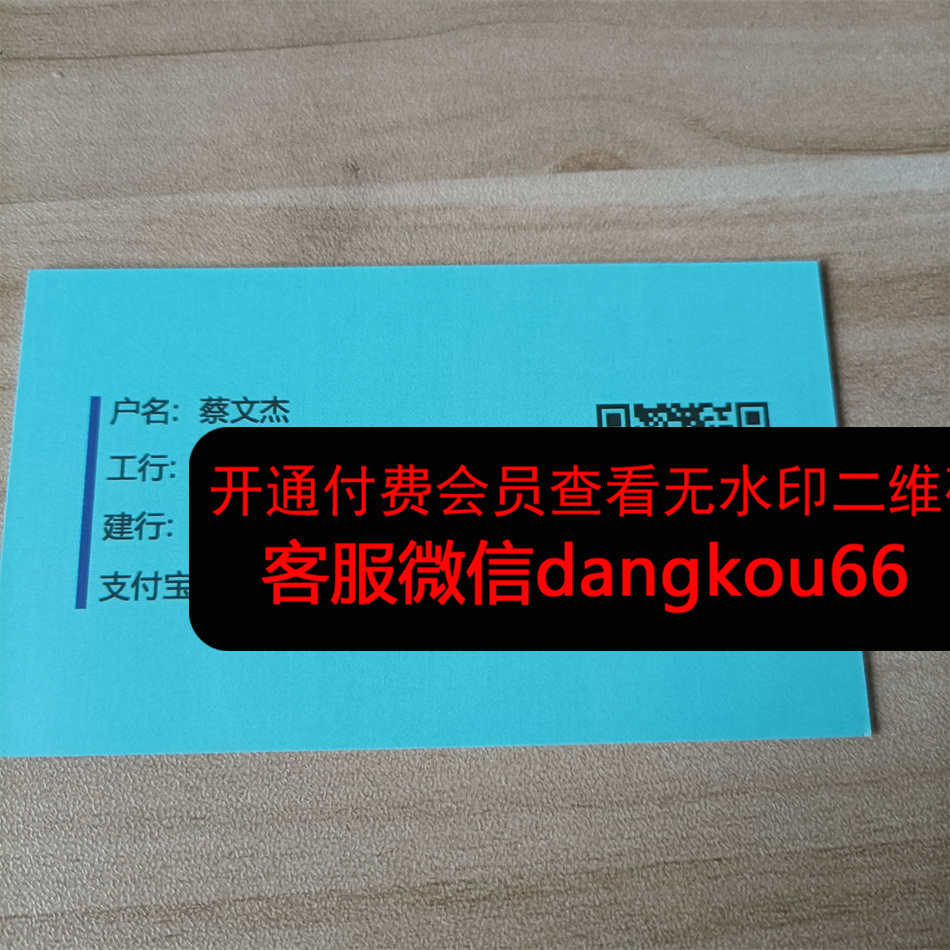 户名: 蔡文杰
工行:
建行:
支付宝
开通付费会员查看无水印二维
客服微信dangkou66